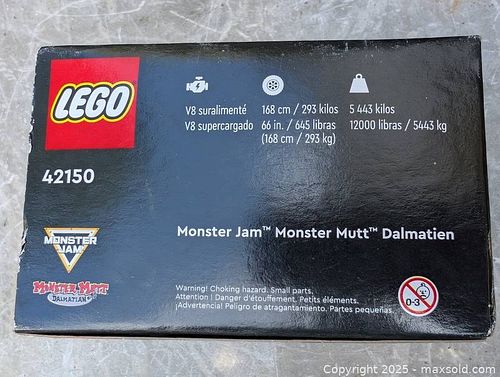 LEGO
V8 suralimenté 168 cm / 293 kilos 5 443 kilos
V8 supercargado 66 in. / 645 libras 12000 libras / 5443 kg
(168 cm / 293 kg)
42150
MONSTER
JAM
Monster Jam™ Monster Mutt™ Dalmatien
MONSTER MUTT
DALMATIAN
Warning! Choking hazard. Small parts.
Attention ! Danger d'étouffement. Petits éléments.
¡Advertencia! Peligro de atragantamiento. Partes pequeñas.
0-3
Copyright 2025 - maxsold.com